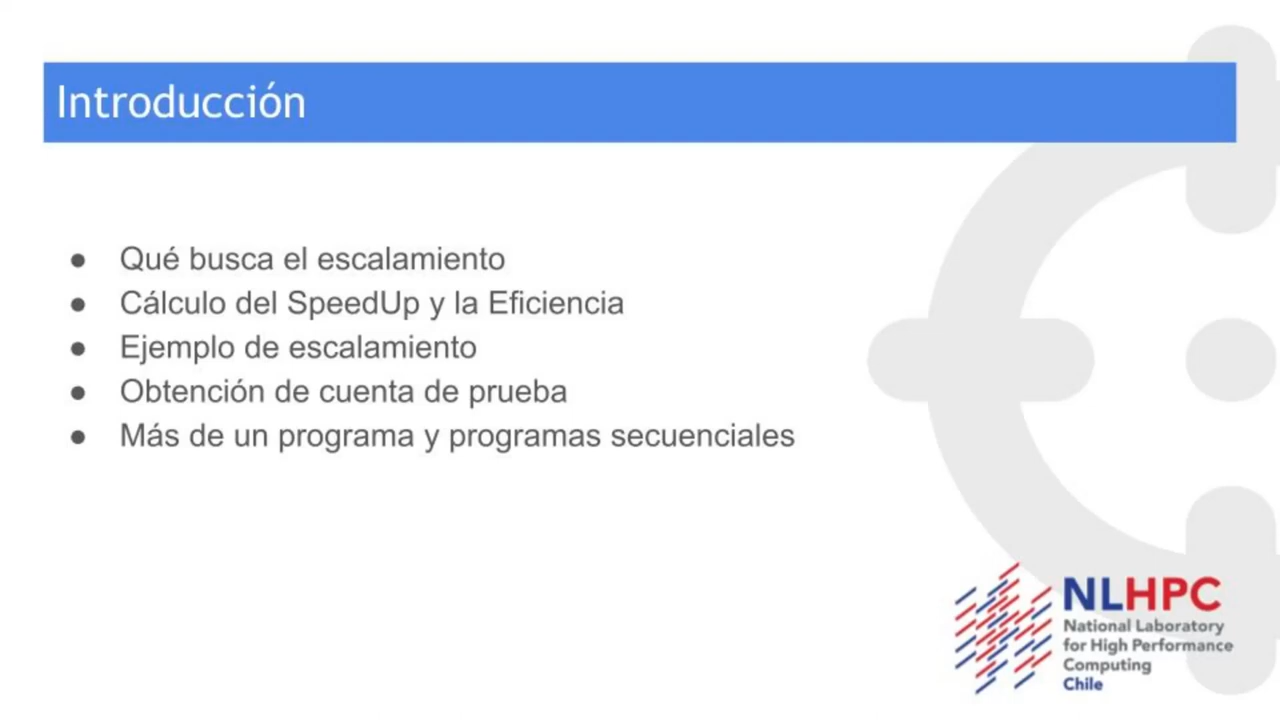 Introducción
● Qué busca el escalamiento
● Cálculo del SpeedUp y la Eficiencia
● Ejemplo de escalamiento
● Obtención de cuenta de prueba
● Más de un programa y programas secuenciales
NLHPC
National Laboratory
for High Performance
Computing
Chile